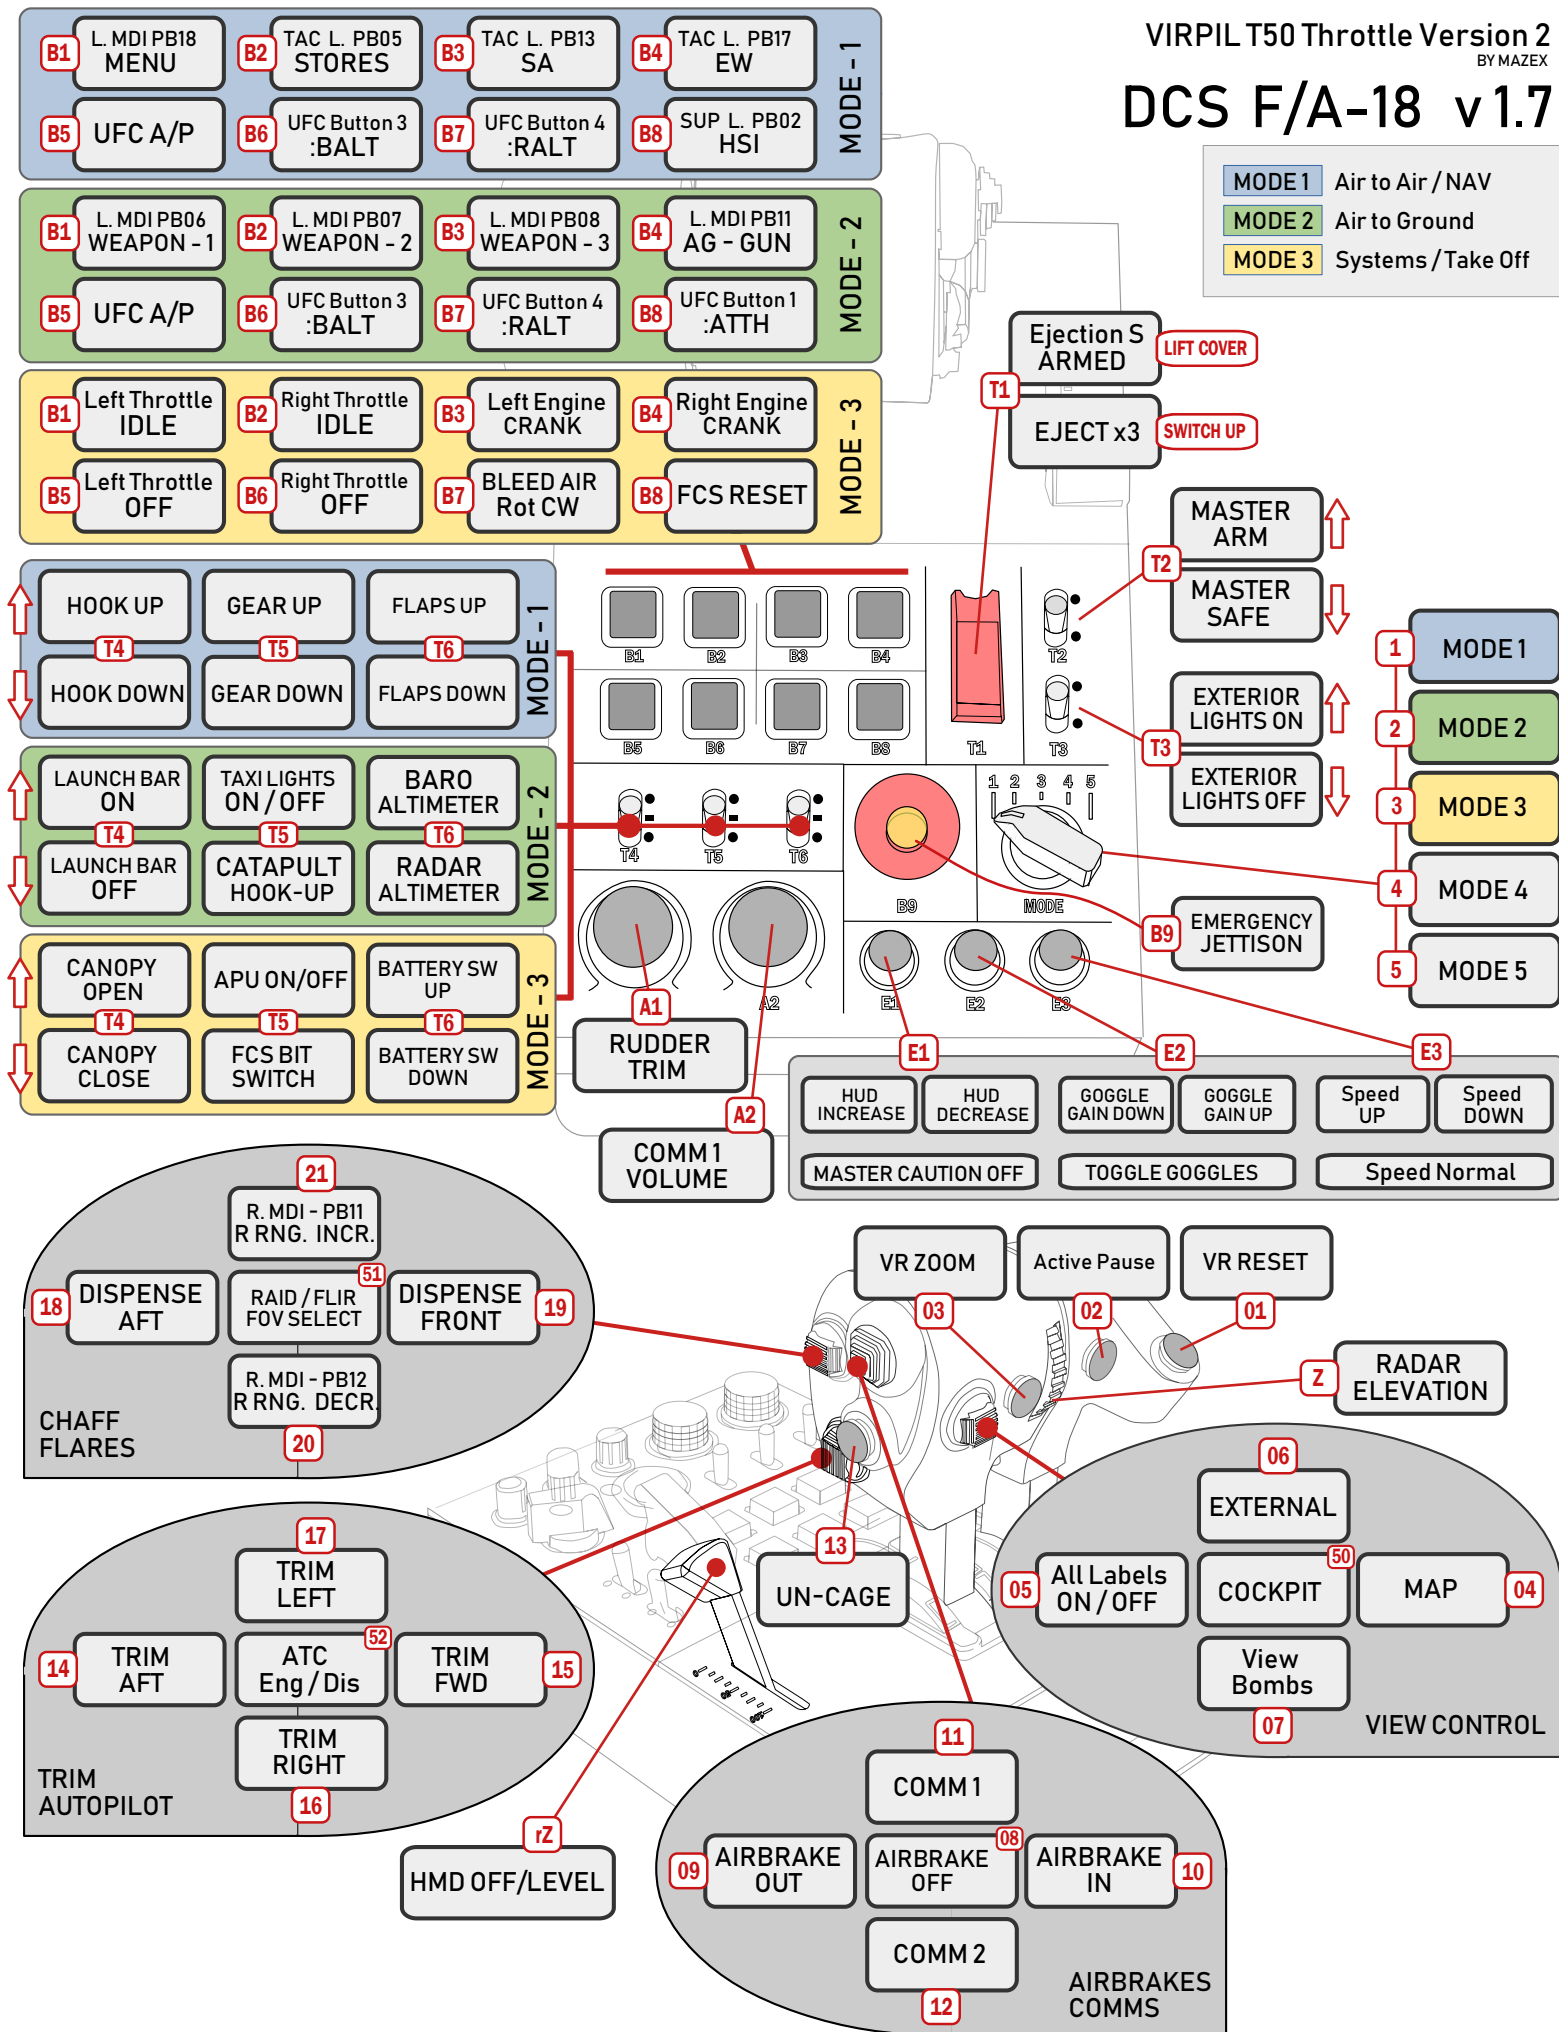 VIRPIL T50 Throttle Version 2
BY MAZEX
DCS F/A-18 v1.7
MODE 1 Air to Air / NAV
MODE 2 Air to Ground
MODE 3 Systems / Take Off
MODE - 1
B1 L. MDI PB18
MENU
B2 TAC L. PB05
STORES
B3 TAC L. PB13
SA
B4 TAC L. PB17
EW
B5 UFC A/P
B6 UFC Button 3
:BALT
B7 UFC Button 4
:RALT
B8 SUP L. PB02
HSI
MODE - 2
B1 L. MDI PB06
WEAPON - 1
B2 L. MDI PB07
WEAPON - 2
B3 L. MDI PB08
WEAPON - 3
B4 L. MDI PB11
AG - GUN
B5 UFC A/P
B6 UFC Button 3
:BALT
B7 UFC Button 4
:RALT
B8 UFC Button 1
:ATTH
MODE - 3
B1 Left Throttle
IDLE
B2 Right Throttle
IDLE
B3 Left Engine
CRANK
B4 Right Engine
CRANK
B5 Left Throttle
OFF
B6 Right Throttle
OFF
B7 BLEED AIR
Rot CW
B8 FCS RESET
T1
Ejection S
ARMED
LIFT COVER
EJECT x3
SWITCH UP
T2
MASTER
ARM
MASTER
SAFE
T3
EXTERIOR
LIGHTS ON
EXTERIOR
LIGHTS OFF
1 MODE 1
2 MODE 2
3 MODE 3
4 MODE 4
5 MODE 5
B9 EMERGENCY
JETTISON
MODE - 1
HOOK UP
T4
HOOK DOWN
GEAR UP
T5
GEAR DOWN
FLAPS UP
T6
FLAPS DOWN
MODE - 2
LAUNCH BAR
ON
T4
LAUNCH BAR
OFF
TAXI LIGHTS
ON / OFF
T5
CATAPULT
HOOK-UP
BARO
ALTIMETER
T6
RADAR
ALTIMETER
MODE - 3
CANOPY
OPEN
T4
CANOPY
CLOSE
APU ON/OFF
T5
FCS BIT
SWITCH
BATTERY SW
UP
T6
BATTERY SW
DOWN
B1 B2 B3 B4
B5 B6 B7 B8
T1
T2
T3
T4 T5 T6
1 2 3 4 5
B9
MODE
A2
E1 E2 E3
A1
RUDDER
TRIM
A2
COMM 1
VOLUME
E1
HUD
INCREASE
HUD
DECREASE
MASTER CAUTION OFF
E2
GOGGLE
GAIN DOWN
GOGGLE
GAIN UP
TOGGLE GOGGLES
E3
Speed
UP
Speed
DOWN
Speed Normal
21
R. MDI - PB11
R RNG. INCR.
18 DISPENSE
AFT
51
RAID / FLIR
FOV SELECT
DISPENSE
FRONT 19
R. MDI - PB12
R RNG. DECR.
20
CHAFF
FLARES
VR ZOOM
03
Active Pause
02
VR RESET
01
Z RADAR
ELEVATION
06
EXTERNAL
05 All Labels
ON / OFF
50
COCKPIT
MAP 04
View
Bombs
07
VIEW CONTROL
13
UN-CAGE
17
TRIM
LEFT
14 TRIM
AFT
52
ATC
Eng / Dis
TRIM
FWD 15
TRIM
RIGHT
16
TRIM
AUTOPILOT
rZ
HMD OFF/LEVEL
11
COMM 1
09 AIRBRAKE
OUT
08
AIRBRAKE
OFF
AIRBRAKE
IN 10
COMM 2
12
AIRBRAKES
COMMS